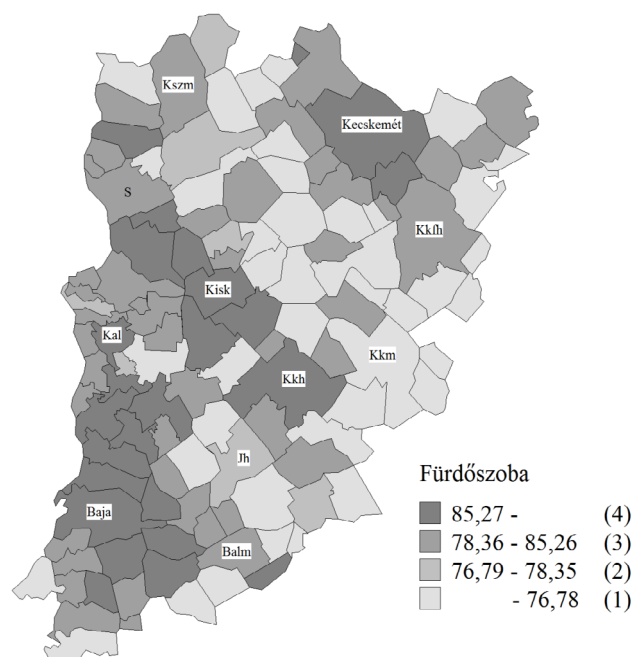 Kszm
Kecskemét
S
Kkfh
Kisk
Kal
Kkm
Kkh
Jh
Baja
Balm
Fürdőszoba
85,27 - (4)
78,36 - 85,26 (3)
76,79 - 78,35 (2)
- 76,78 (1)